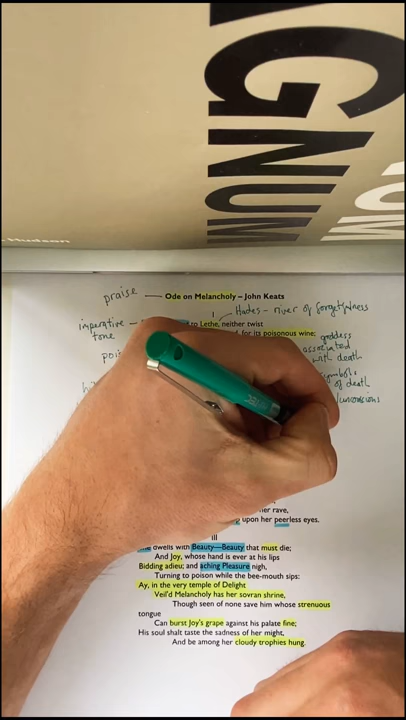 GNUM
. Hudson
praise
Ode on Melancholy – John Keats
Hades – river of forgetfulness
imperative
tone
to Lethe, neither twist
, for its poisonous wine;
goddess
associated
with death
symbols
of death
/unconscious
her rave,
upon her peerless eyes.
III
dwells with Beauty—Beauty that must die;
And Joy, whose hand is ever at his lips
Bidding adieu; and aching Pleasure nigh,
Turning to poison while the bee-mouth sips:
Ay, in the very temple of Delight
Veil'd Melancholy has her sovran shrine,
Though seen of none save him whose strenuous
tongue
Can burst Joy's grape against his palate fine;
His soul shalt taste the sadness of her might,
And be among her cloudy trophies hung.